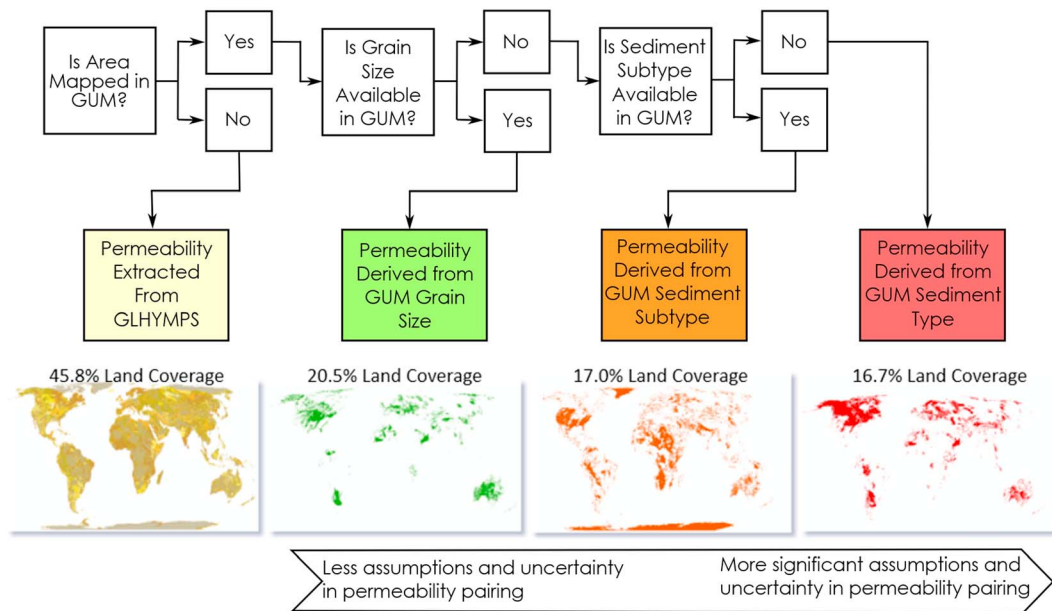 Is Area
Mapped in
GUM?
Yes
No
Is Grain
Size
Available
in GUM?
No
Yes
Is Sediment
Subtype
Available
in GUM?
No
Yes
Permeability
Extracted
From
GLHYMPS
Permeability
Derived from
GUM Grain
Size
Permeability
Derived from
GUM Sediment
Subtype
Permeability
Derived from
GUM Sediment
Type
45.8% Land Coverage
20.5% Land Coverage
17.0% Land Coverage
16.7% Land Coverage
Less assumptions and uncertainty
in permeability pairing
More significant assumptions and
uncertainty in permeability pairing